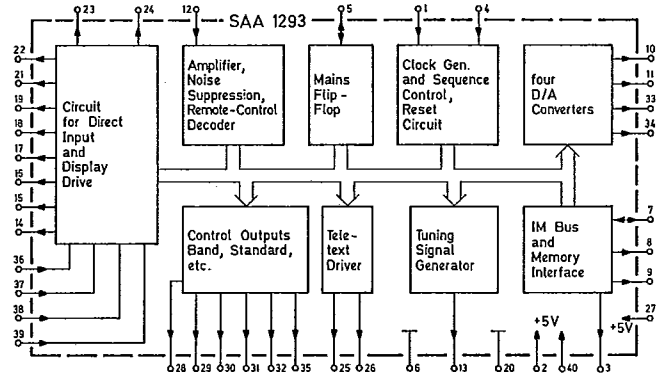 23
24
12
SAA 1293
5
1
4
22
21
19
18
17
16
15
14
36
37
38
39
Circuit
for Direct
Input
and
Display
Drive
Amplifier,
Noise
Suppression,
Remote-Control
Decoder
Mains
Flip-
Flop
Clock Gen.
and Sequence
Control,
Reset
Circuit
four
D/A
Converters
10
11
33
34
Control Outputs
Band, Standard,
etc.
Tele-
text
Driver
Tuning
Signal
Generator
IM Bus
and
Memory
Interface
7
8
9
27
+5V
+5V
28
29
30
31
32
35
25
26
6
13
20
2
40
3